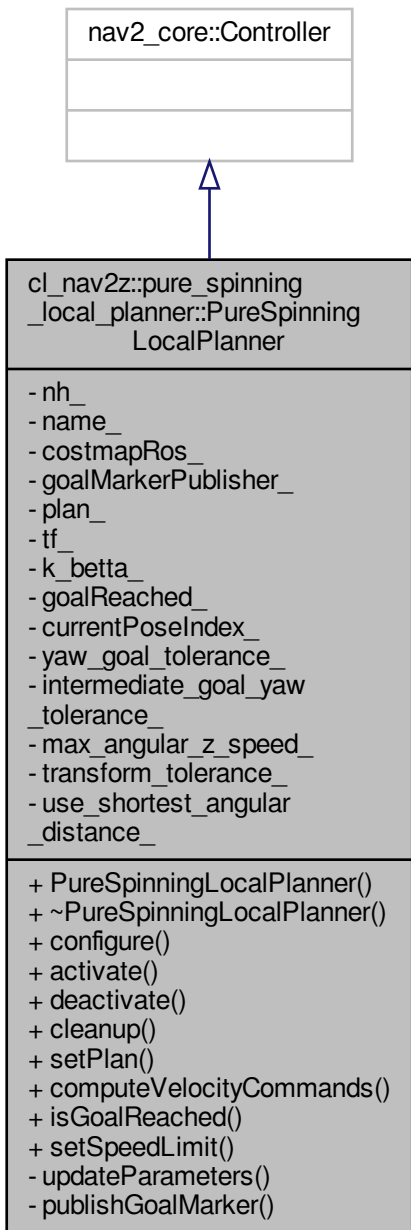 nav2_core::Controller
cl_nav2z::pure_spinning
_local_planner::PureSpinning
LocalPlanner
- nh_
- name_
- costmapRos_
- goalMarkerPublisher_
- plan_
- tf_
- k_betta_
- goalReached_
- currentPoseIndex_
- yaw_goal_tolerance_
- intermediate_goal_yaw
_tolerance_
- max_angular_z_speed_
- transform_tolerance_
- use_shortest_angular
_distance_
+ PureSpinningLocalPlanner()
+ ~PureSpinningLocalPlanner()
+ configure()
+ activate()
+ deactivate()
+ cleanup()
+ setPlan()
+ computeVelocityCommands()
+ isGoalReached()
+ setSpeedLimit()
- updateParameters()
- publishGoalMarker()